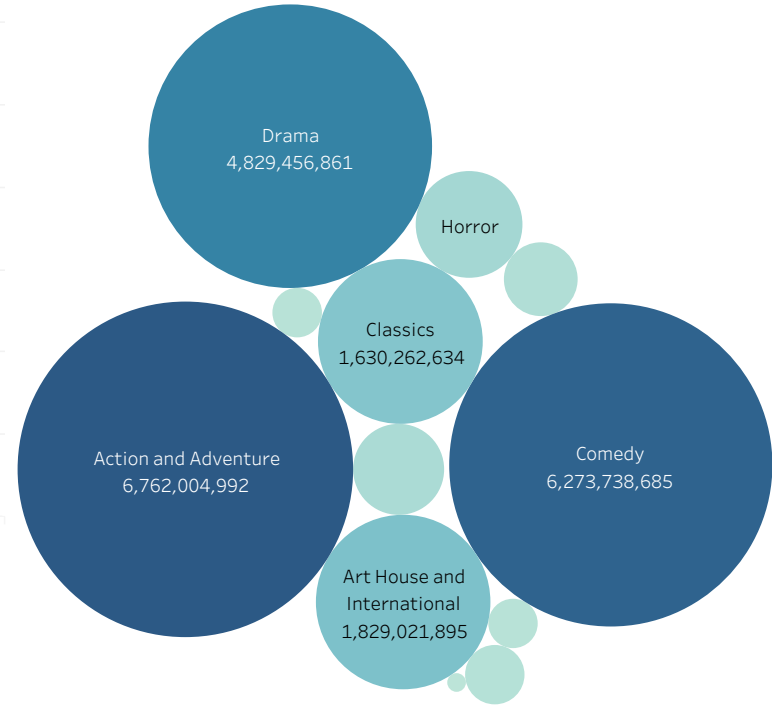 Drama
4,829,456,861
Horror
Classics
1,630,262,634
Action and Adventure
6,762,004,992
Comedy
6,273,738,685
Art House and
International
1,829,021,895